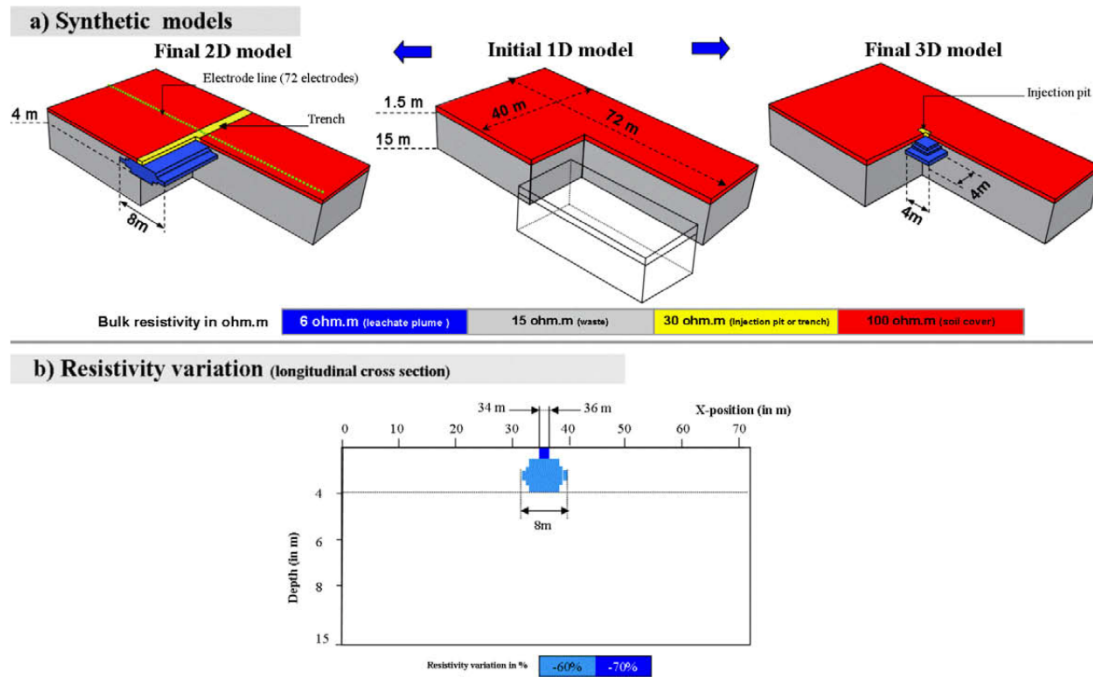 a) Synthetic models
Final 2D model
Initial 1D model
Final 3D model
Electrode line (72 electrodes)
Injection pit
4 m
Trench
1.5 m
40 m
72 m
15 m
8m
4m
4m
Bulk resistivity in ohm.m
6 ohm.m (leachate plume )
15 ohm.m (waste)
30 ohm.m (Injection pit or trench)
100 ohm.m (soil cover)
b) Resistivity variation (longitudinal cross section)
34 m
36 m
X-position (in m)
0 10 20 30 40 50 60 70
4
8m
6
8
15
Depth (in m)
Resistivity variation in %
-60%
-70%